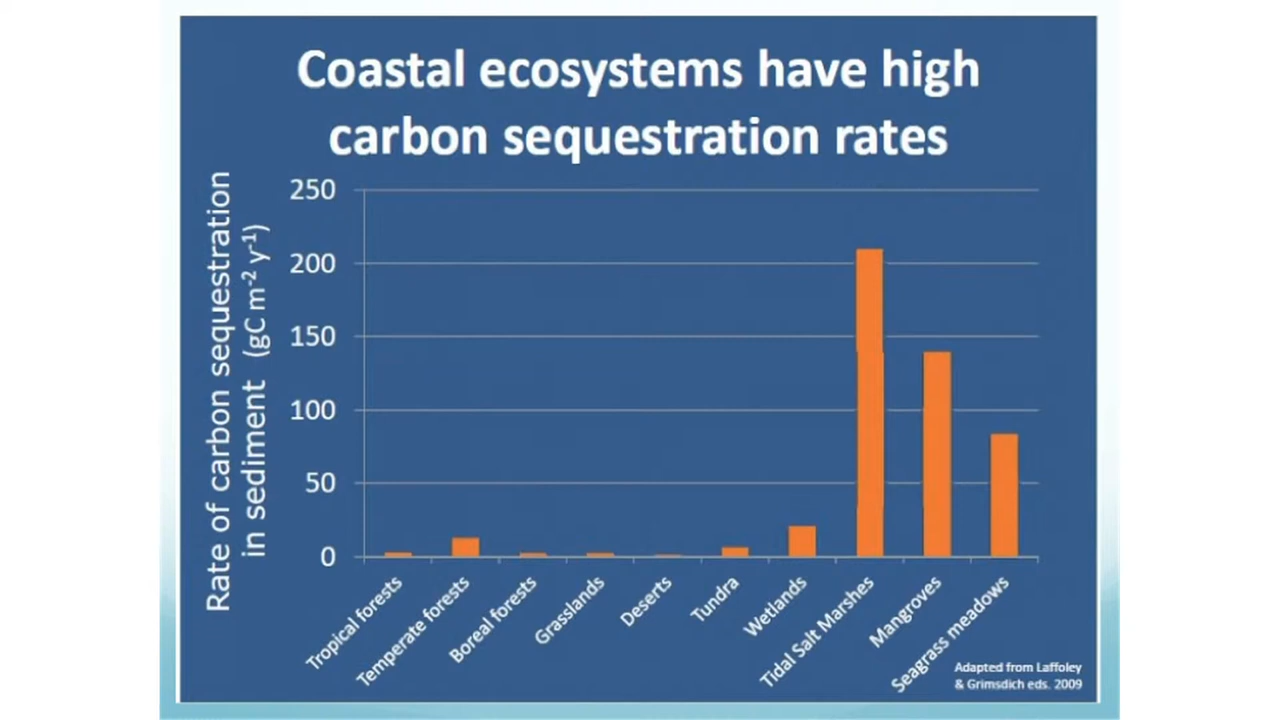 Coastal ecosystems have high
carbon sequestration rates
Rate of carbon sequestration
in sediment (gC m⁻² y⁻¹)
250
200
150
100
50
0
Tropical forests
Temperate forests
Boreal forests
Grasslands
Deserts
Tundra
Wetlands
Tidal Salt Marshes
Mangroves
Seagrass meadows
Adapted from Laffoley
& Grimsdich eds. 2009